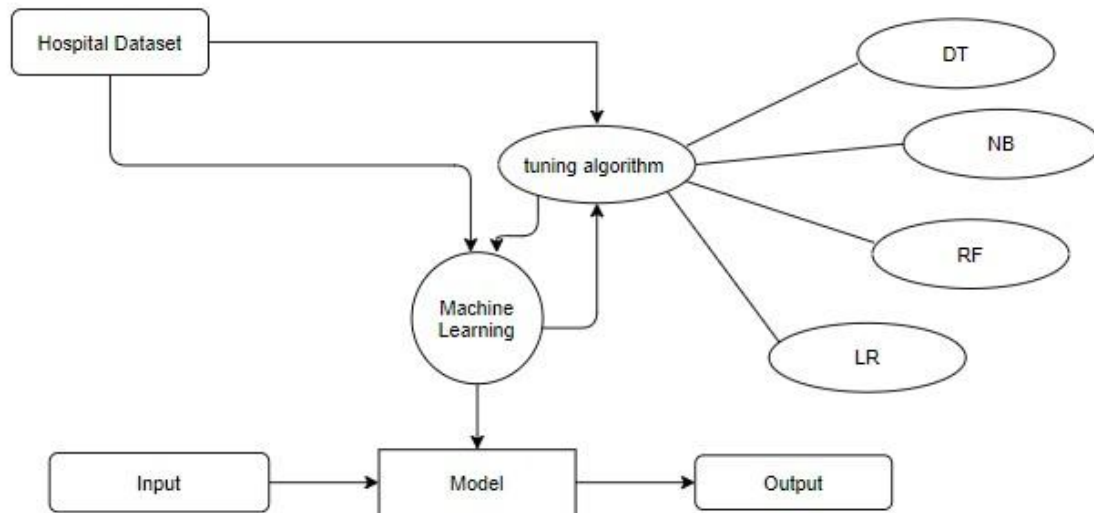 Hospital Dataset
DT
NB
tuning algorithm
RF
Machine
Learning
LR
Input
Model
Output